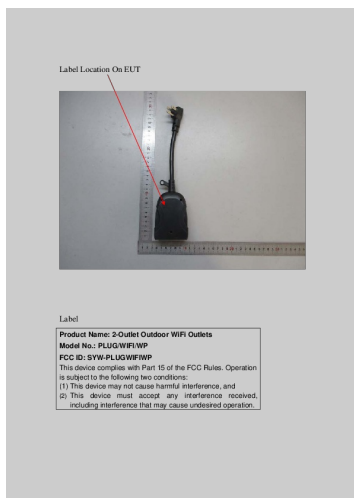 Label Location On EUT
Label
Product Name: 2-Outlet Outdoor WiFi Outlets
Model No.: PLUG/WIFI/WP
FCC ID: SYW-PLUGWIFIWP
This device complies with Part 15 of the FCC Rules. Operation
is subject to the following two conditions:
(1) This device may not cause harmful interference, and
(2) This device must accept any interference received,
including interference that may cause undesired operation.